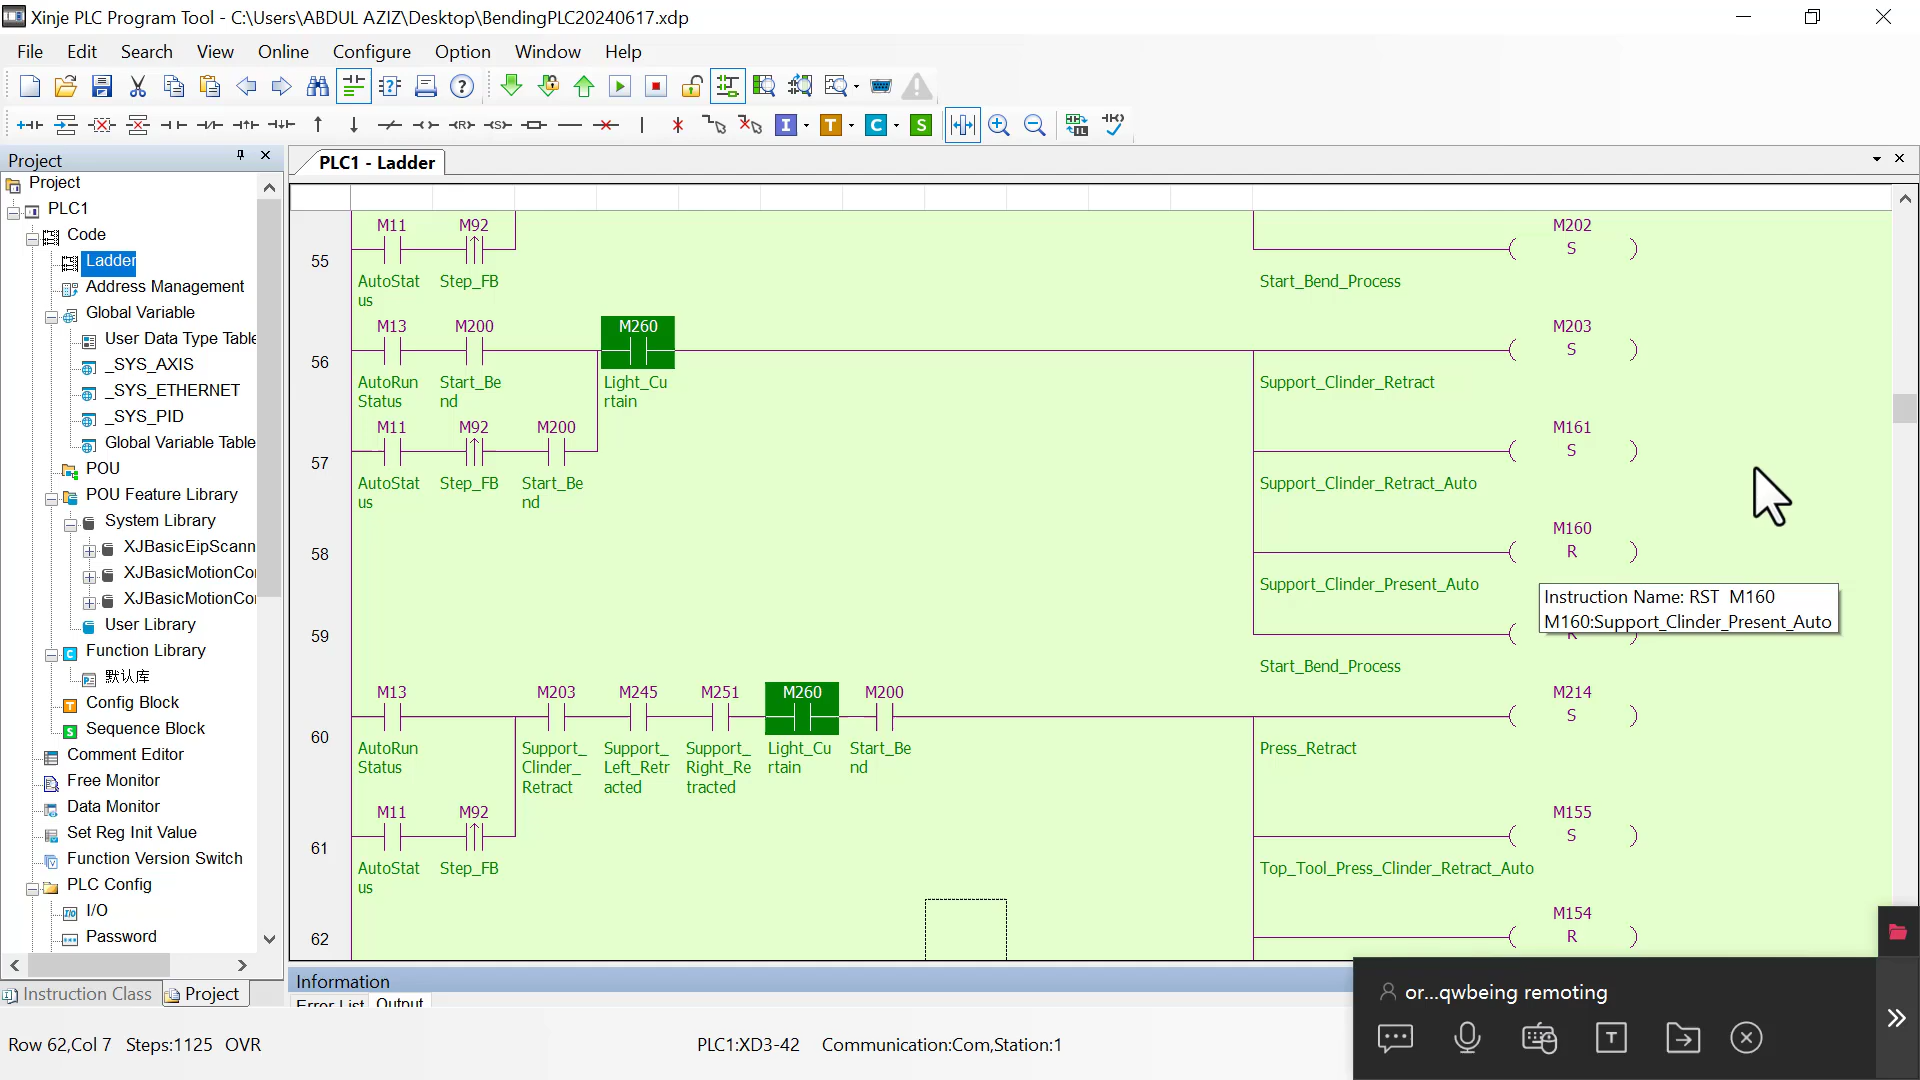 Xinje PLC Program Tool - C:\Users\ABDUL AZIZ\Desktop\BendingPLC20240617.xdp
File Edit Search View Online Configure Option Window Help
Project
Project
PLC1
Code
Ladder
Address Management
Global Variable
User Data Type Table
_SYS_AXIS
_SYS_ETHERNET
_SYS_PID
Global Variable Table
POU
POU Feature Library
System Library
XJBasicEipScann
XJBasicMotionCo
XJBasicMotionCo
User Library
Function Library
默认库
Config Block
Sequence Block
Comment Editor
Free Monitor
Data Monitor
Set Reg Init Value
Function Version Switch
PLC Config
I/O
Password
Instruction Class Project
PLC1 - Ladder
M11 M92 M202
55 S
AutoStat Step_FB Start_Bend_Process
us
M13 M200 M260 M203
56 S
AutoRun Start_Be Light_Cu Support_Clinder_Retract
Status nd rtain
M11 M92 M200 M161
57 S
AutoStat Step_FB Start_Be Support_Clinder_Retract_Auto
us nd
M160
58 R
Support_Clinder_Present_Auto
Instruction Name: RST M160
M160:Support_Clinder_Present_Auto
59 R
Start_Bend_Process
M13 M203 M245 M251 M260 M200 M214
60 S
AutoRun Support_ Support_ Support_ Light_Cu Start_Be Press_Retract
Status Clinder_ Left_Retr Right_Re rtain nd
Retract acted tracted
M11 M92 M155
61 S
AutoStat Step_FB Top_Tool_Press_Clinder_Retract_Auto
us
M154
62 R
Information
Error List Output
or...qwbeing remoting
Row 62,Col 7 Steps:1125 OVR PLC1:XD3-42 Communication:Com,Station:1